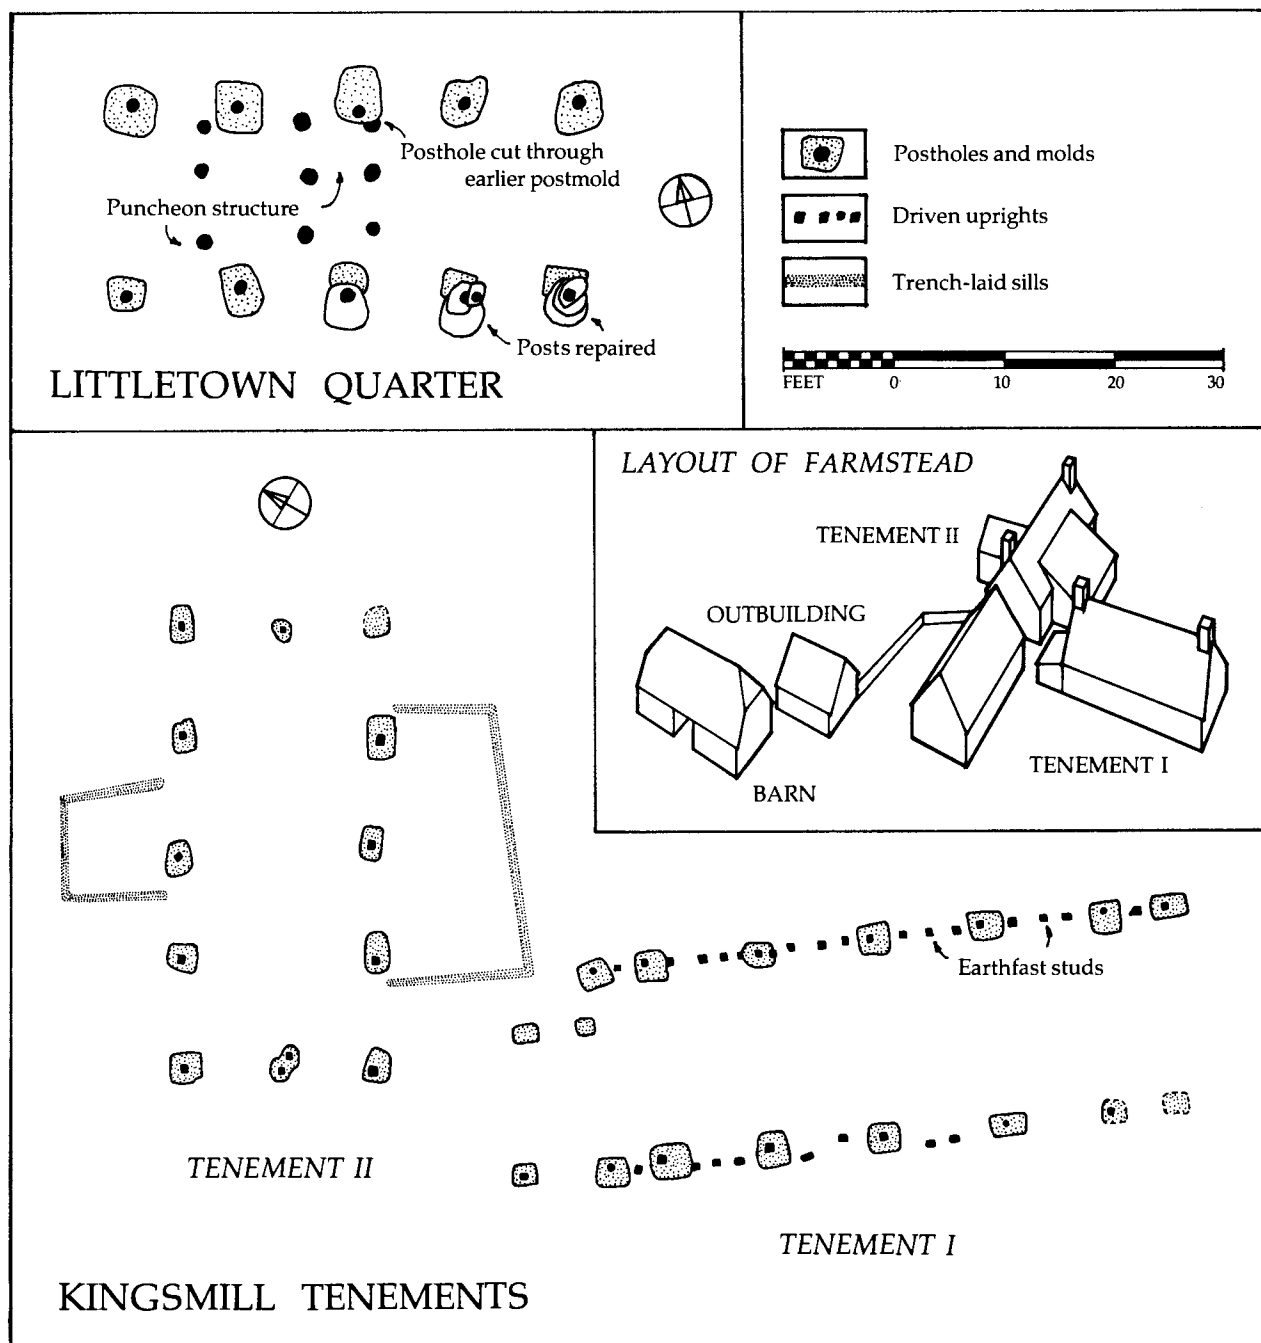 Posthole cut through
earlier postmold
Puncheon structure
Posts repaired
LITTLETOWN QUARTER
Postholes and molds
Driven uprights
Trench-laid sills
FEET 0 10 20 30
LAYOUT OF FARMSTEAD
TENEMENT II
OUTBUILDING
BARN
TENEMENT I
Earthfast studs
TENEMENT II
TENEMENT I
KINGSMILL TENEMENTS